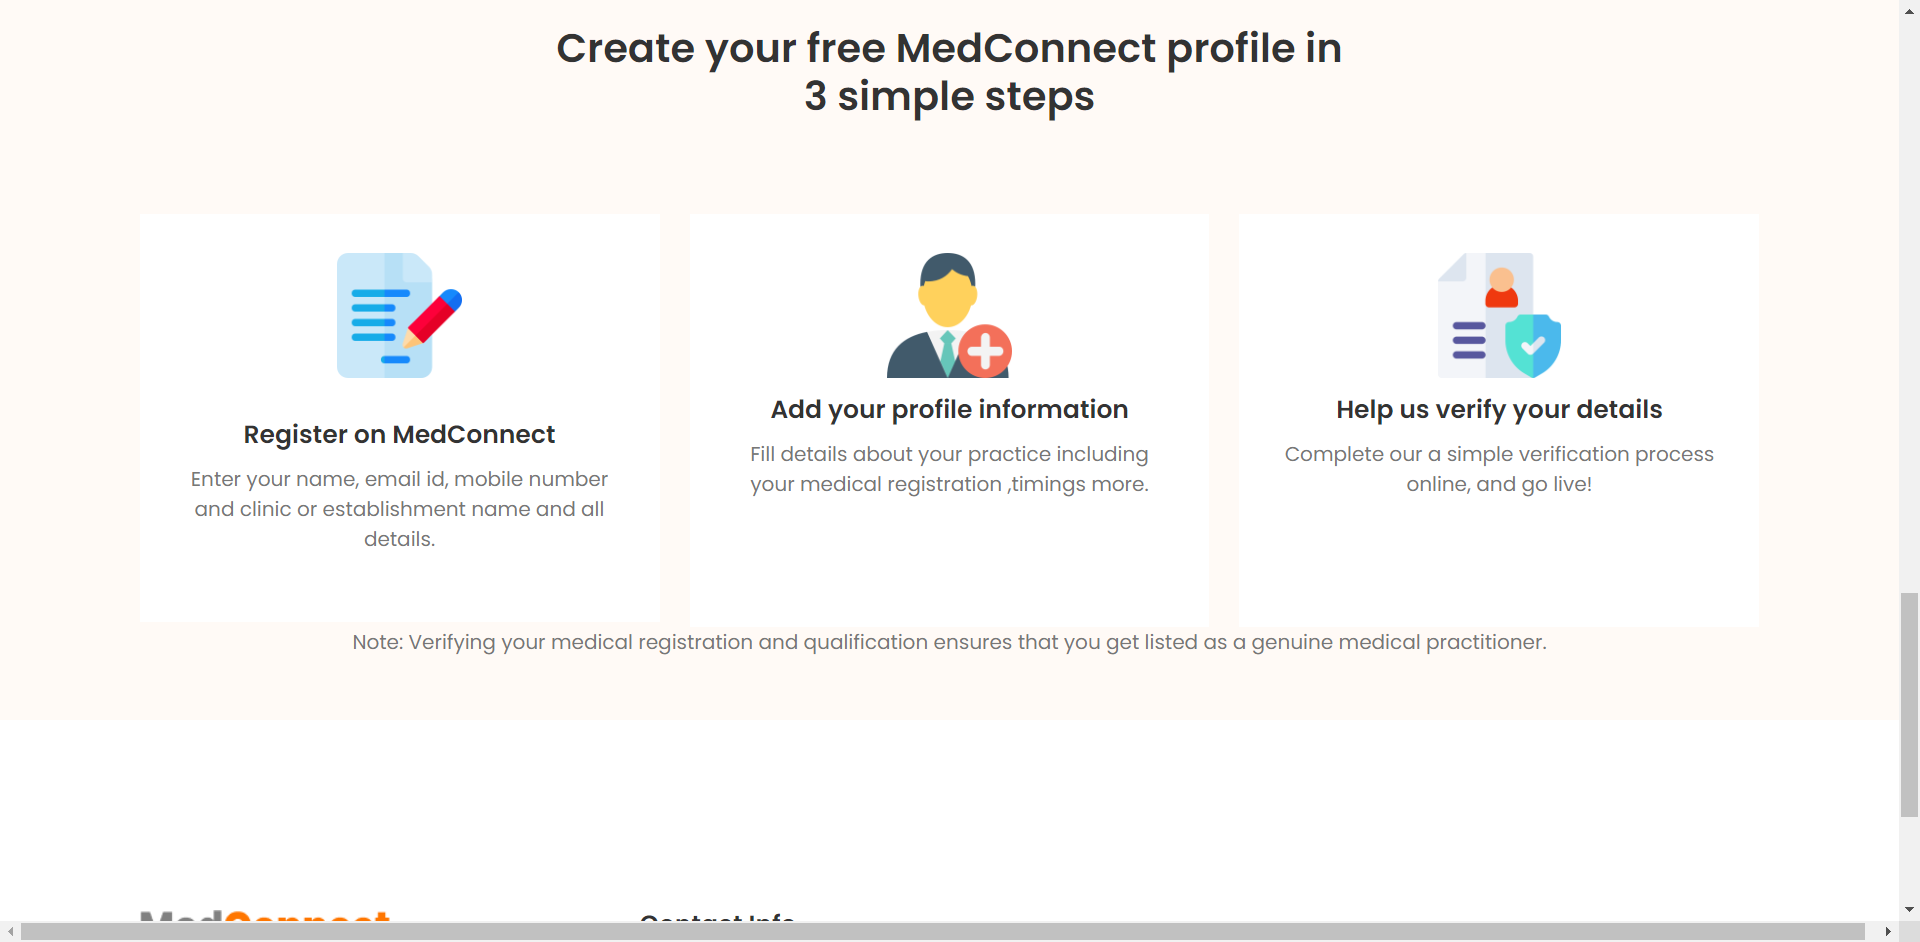 Create your free MedConnect profile in
3 simple steps
Register on MedConnect
Enter your name, email id, mobile number
and clinic or establishment name and all
details.
Add your profile information
Fill details about your practice including
your medical registration ,timings more.
Help us verify your details
Complete our a simple verification process
online, and go live!
Note: Verifying your medical registration and qualification ensures that you get listed as a genuine medical practitioner.
MedConnect
Contact Info